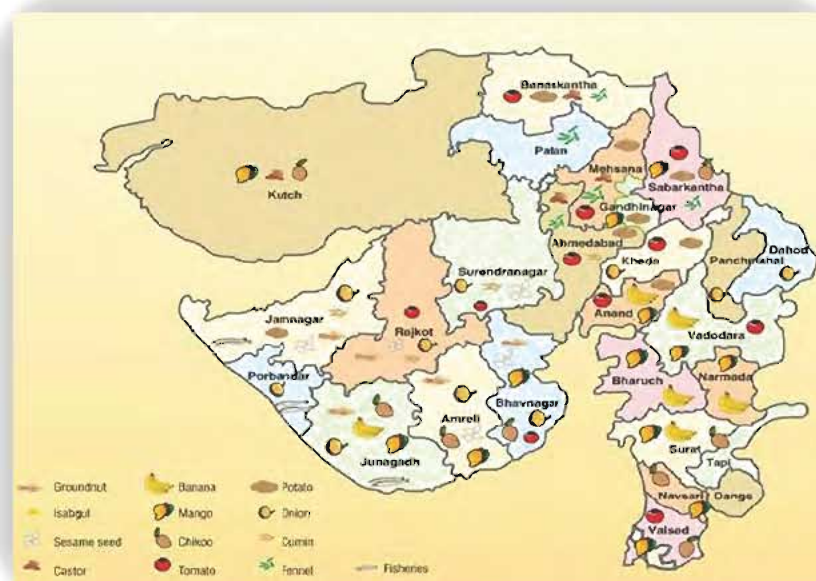 Banaskantha
Patan
Mehsana
Sabarkantha
Kutch
Gandhinagar
Ahmedabad
Kheda
Panchmahal
Dahod
Surendranagar
Jamnagar
Rajkot
Anand
Vadodara
Porbandar
Bharuch
Narmada
Amreli
Bhavnagar
Junagadh
Surat
Tapi
Navsari Dangs
Valsad
Groundnut Banana Potato
Isabgul Mango Onion
Sesame seed Chikoo Cumin
Castor Tomato Fennel Fisheries